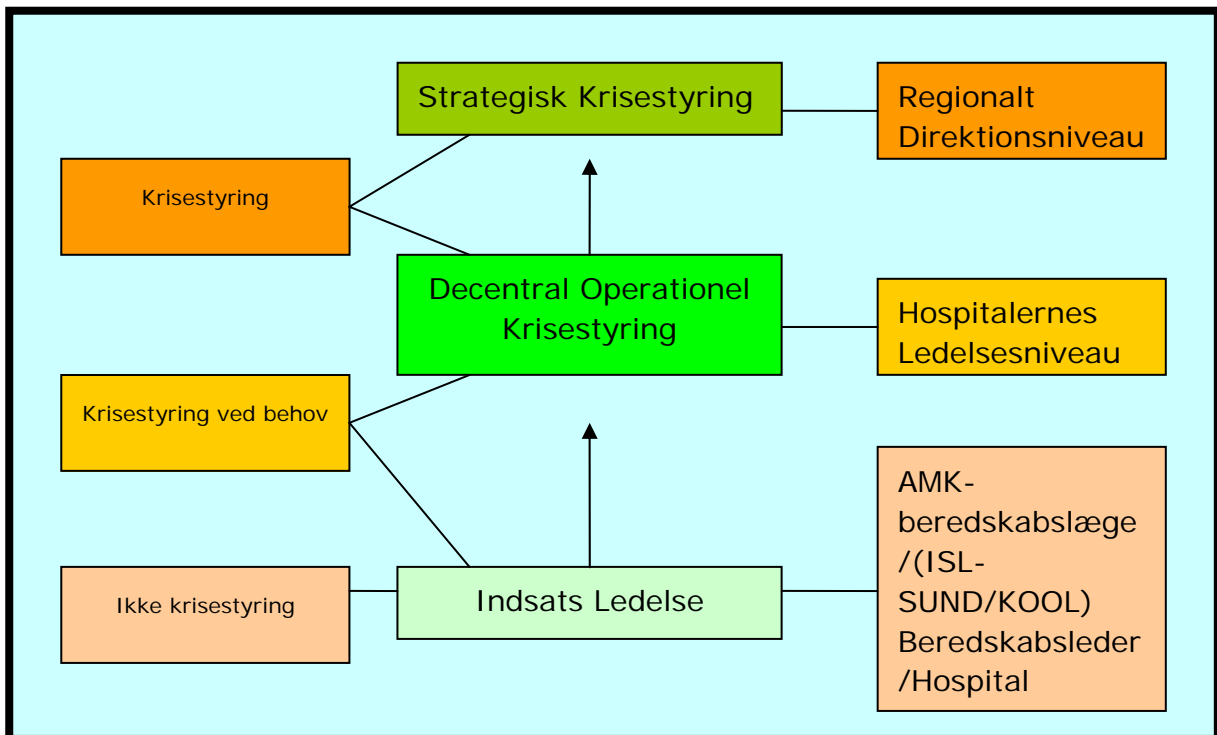 Strategisk Krisestyring
Regionalt
Direktionsniveau
Krisestyring
Decentral Operationel
Krisestyring
Hospitalernes
Ledelsesniveau
Krisestyring ved behov
AMK-
beredskabslæge
/(ISL-
SUND/KOOL)
Beredskabsleder
/Hospital
Ikke krisestyring
Indsats Ledelse